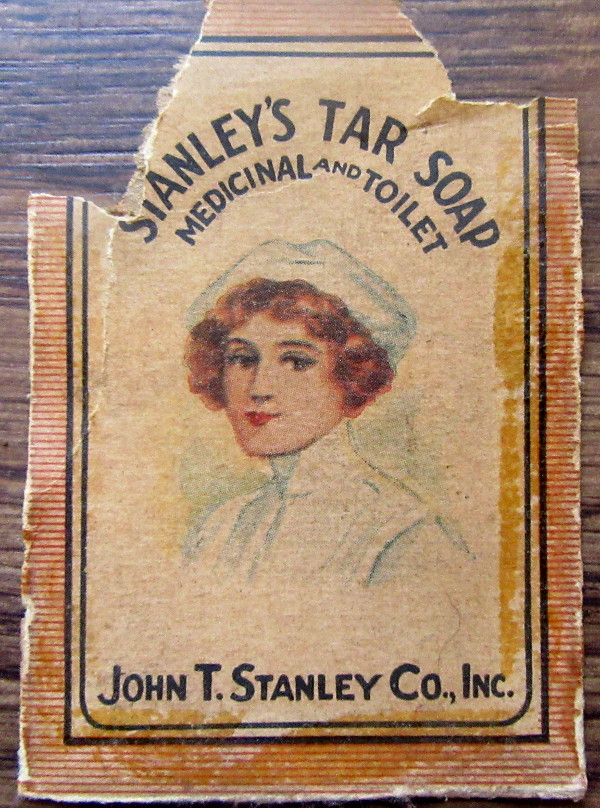 STANLEY'S TAR SOAP
MEDICINAL AND TOILET
JOHN T. STANLEY CO., INC.